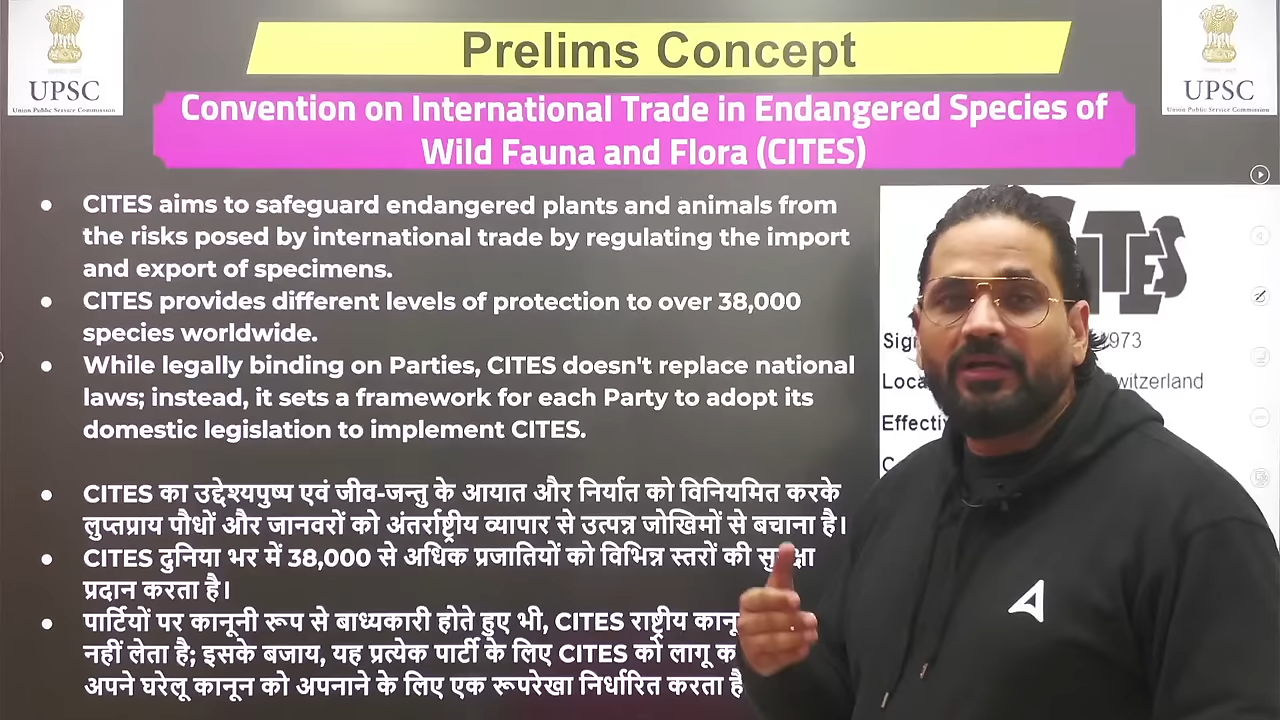 UPSC
Union Public Service Commission
Prelims Concept
UPSC
Union Public Service Commission
Convention on International Trade in Endangered Species of
Wild Fauna and Flora (CITES)
• CITES aims to safeguard endangered plants and animals from
the risks posed by international trade by regulating the import
and export of specimens.
• CITES provides different levels of protection to over 38,000
species worldwide.
• While legally binding on Parties, CITES doesn't replace national
laws; instead, it sets a framework for each Party to adopt its
domestic legislation to implement CITES.
• CITES का उद्देश्यपुष्प एवं जीव-जन्तु के आयात और निर्यात को विनियमित करके
लुप्तप्राय पौधों और जानवरों को अंतर्राष्ट्रीय व्यापार से उत्पन्न जोखिमों से बचाना है।
• CITES दुनिया भर में 38,000 से अधिक प्रजातियों को विभिन्न स्तरों की
प्रदान करता है।
• पार्टियों पर कानूनी रूप से बाध्यकारी होते हुए भी, CITES राष्ट्रीय
नहीं लेता है; इसके बजाय, यह प्रत्येक पार्टी के लिए CITES को लागू
अपने घरेलू कानून को अपनाने के लिए एक रूपरेखा निर्धारित करता है